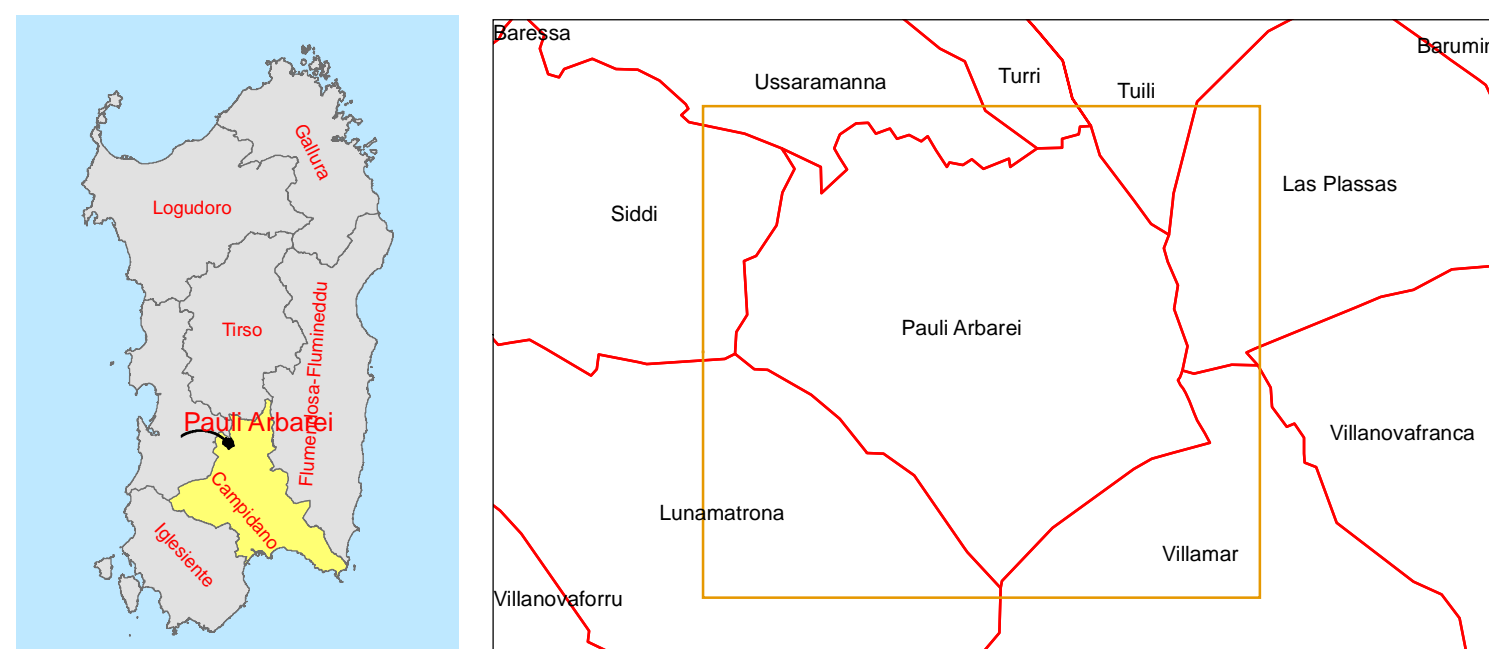 Gallura
Logudoro
Tirso
Flumendosa-Flumineddu
Pauli Arbarei
Campidano
Iglesiente
Baressa
Barumin
Ussaramanna
Turri
Tuili
Las Plassas
Siddi
Pauli Arbarei
Villanovafranca
Lunamatrona
Villamar
Villanovaforru